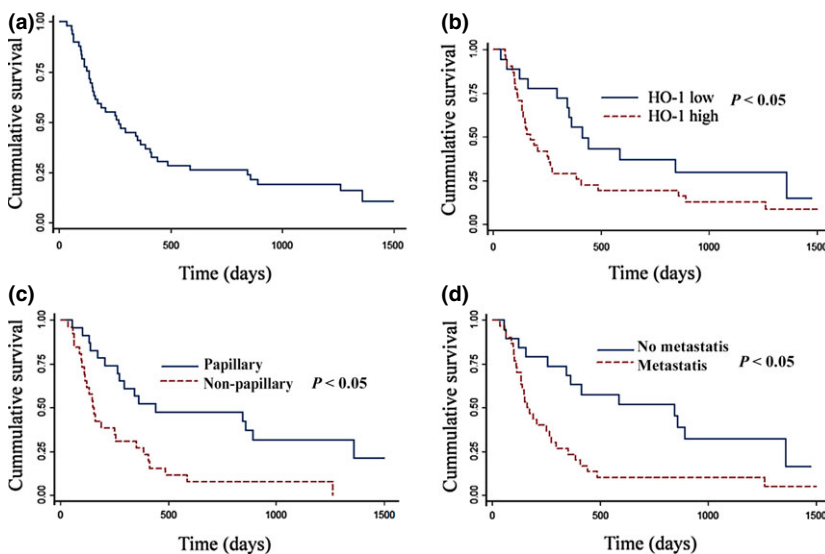 (a)
Cummulative survival
1.00
0.75
0.50
0.25
0.00
0
500
1000
1500
Time (days)
(b)
Cummulative survival
1.00
0.75
0.50
0.25
0.00
HO-1 low
HO-1 high
P < 0.05
0
500
1000
1500
Time (days)
(c)
Cummulative survival
1.00
0.75
0.50
0.25
0.00
Papillary
Non-papillary
P < 0.05
0
500
1000
1500
Time (days)
(d)
Cummulative survival
1.00
0.75
0.50
0.25
0.00
No metastatis
Metastatis
P < 0.05
0
500
1000
1500
Time (days)